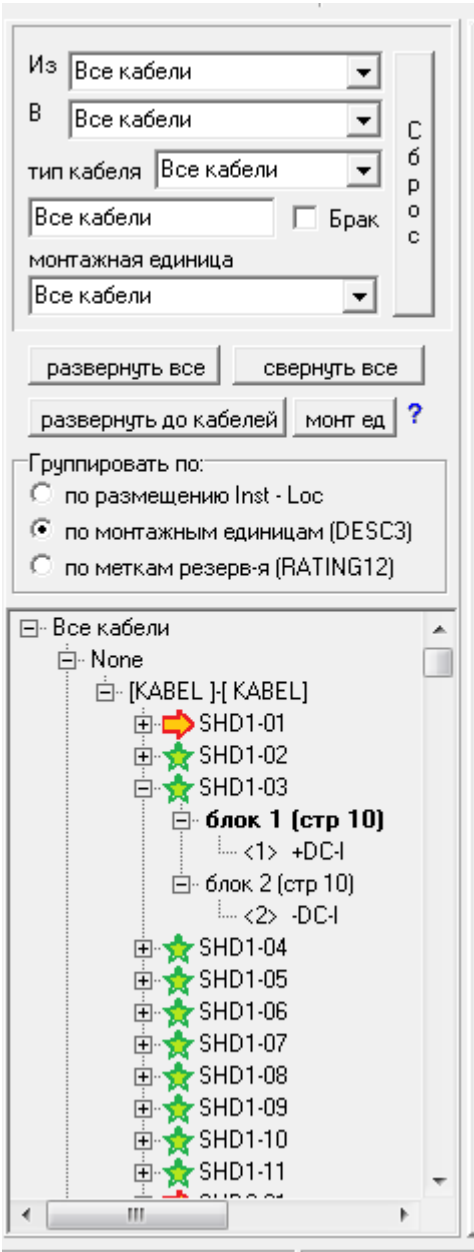 Из Все кабели
В Все кабели
тип кабеля Все кабели
Все кабели Брак
монтажная единица
Все кабели
Сброс
развернуть все свернуть все
развернуть до кабелей монт ед ?
Группировать по:
по размещению Inst - Loc
по монтажным единицам (DESC3)
по меткам резерв-я (RATING12)
Все кабели
None
[KABEL ]-[ KABEL]
SHD1-01
SHD1-02
SHD1-03
блок 1 (стр 10)
<1> +DC-I
блок 2 (стр 10)
<2> -DC-I
SHD1-04
SHD1-05
SHD1-06
SHD1-07
SHD1-08
SHD1-09
SHD1-10
SHD1-11